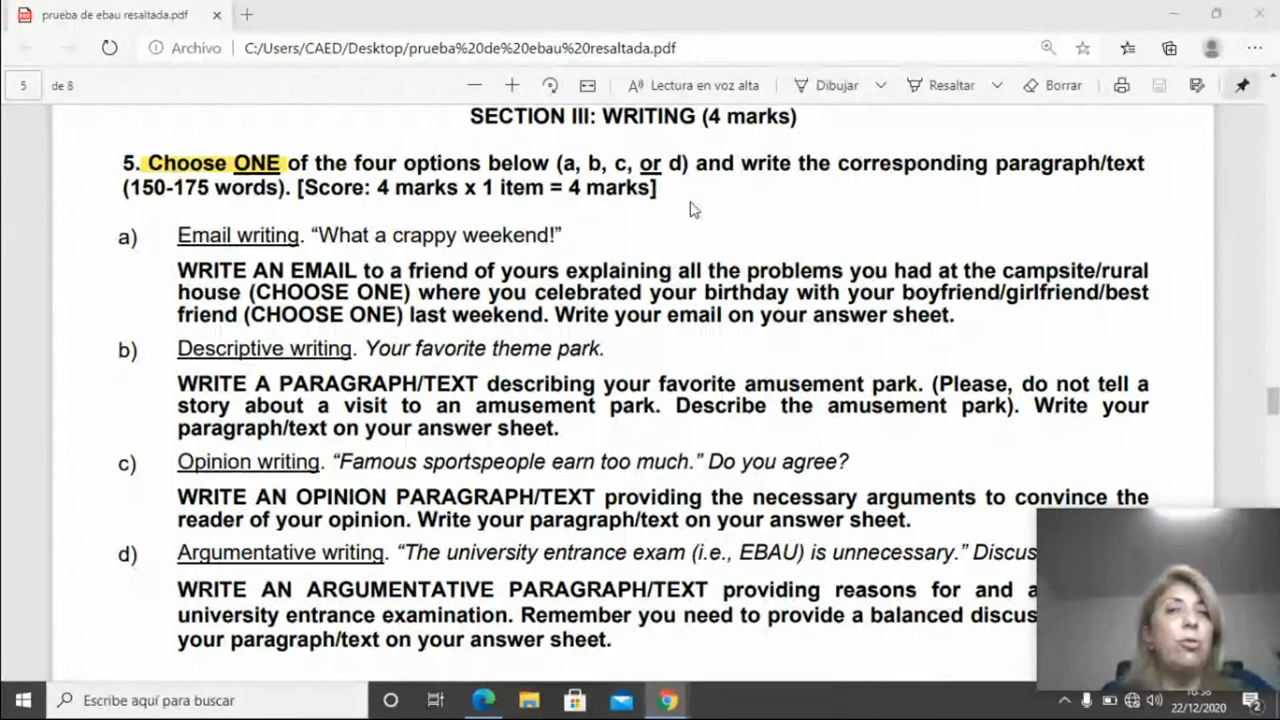 prueba de ebau resaltada.pdf
Archivo
C:/Users/CAED/Desktop/prueba%20de%20ebau%20resaltada.pdf
5 de 8
Lectura en voz alta
Dibujar
Resaltar
Borrar
SECTION III: WRITING (4 marks)
5. Choose ONE of the four options below (a, b, c, or d) and write the corresponding paragraph/text
(150-175 words). [Score: 4 marks x 1 item = 4 marks]
a) Email writing. “What a crappy weekend!”
WRITE AN EMAIL to a friend of yours explaining all the problems you had at the campsite/rural
house (CHOOSE ONE) where you celebrated your birthday with your boyfriend/girlfriend/best
friend (CHOOSE ONE) last weekend. Write your email on your answer sheet.
b) Descriptive writing. Your favorite theme park.
WRITE A PARAGRAPH/TEXT describing your favorite amusement park. (Please, do not tell a
story about a visit to an amusement park. Describe the amusement park). Write your
paragraph/text on your answer sheet.
c) Opinion writing. “Famous sportspeople earn too much.” Do you agree?
WRITE AN OPINION PARAGRAPH/TEXT providing the necessary arguments to convince the
reader of your opinion. Write your paragraph/text on your answer sheet.
d) Argumentative writing. “The university entrance exam (i.e., EBAU) is unnecessary.” Discus
WRITE AN ARGUMENTATIVE PARAGRAPH/TEXT providing reasons for and a
university entrance examination. Remember you need to provide a balanced discus
your paragraph/text on your answer sheet.
Escribe aquí para buscar
22/12/2020